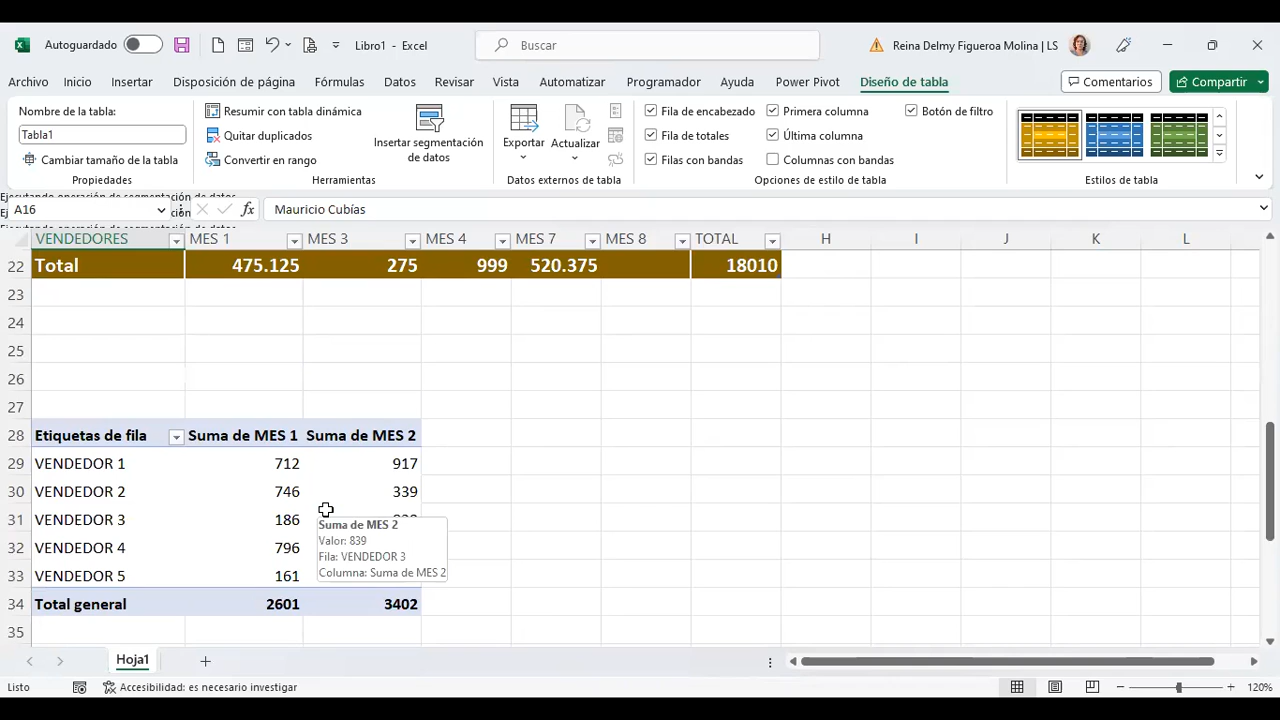 Autoguardado
Libro1 - Excel
Buscar
Reina Delmy Figueroa Molina | LS
Archivo Inicio Insertar Disposición de página Fórmulas Datos Revisar Vista Automatizar Programador Ayuda Power Pivot Diseño de tabla Comentarios Compartir
Nombre de la tabla:
Tabla1
Cambiar tamaño de la tabla
Propiedades
Resumir con tabla dinámica
Quitar duplicados
Convertir en rango
Herramientas
Insertar segmentación
de datos
Exportar
Actualizar
Datos externos de tabla
Fila de encabezado
Fila de totales
Filas con bandas
Primera columna
Última columna
Columnas con bandas
Botón de filtro
Opciones de estilo de tabla
Estilos de tabla
Ejecutando operación de segmentación de datos
A16
fx
Mauricio Cubías
VENDEDORES MES 1 MES 3 MES 4 MES 7 MES 8 TOTAL H I J K L
22 Total 475.125 275 999 520.375 18010
23
24
25
26
27
28 Etiquetas de fila Suma de MES 1 Suma de MES 2
29 VENDEDOR 1 712 917
30 VENDEDOR 2 746 339
31 VENDEDOR 3 186
32 VENDEDOR 4 796
33 VENDEDOR 5 161
34 Total general 2601 3402
35
Suma de MES 2
Valor: 839
Fila: VENDEDOR 3
Columna: Suma de MES 2
Hoja1
Listo
Accesibilidad: es necesario investigar
120%